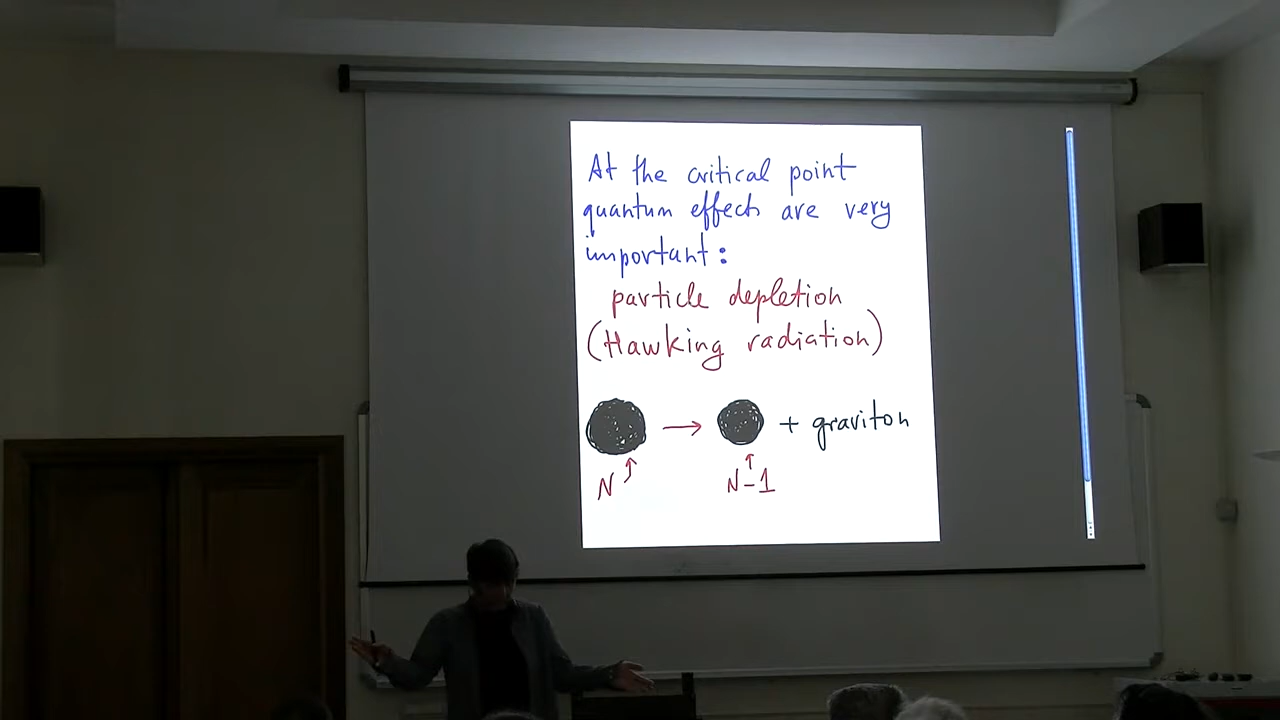 At the critical point
quantum effects are very
important:
particle depletion
(Hawking radiation)
→ + graviton
N↑ N-1↑